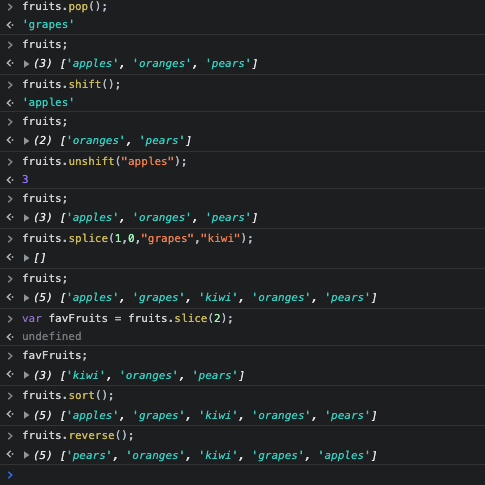 fruits.pop();
'grapes'
fruits;
(3) ['apples', 'oranges', 'pears']
fruits.shift();
'apples'
fruits;
(2) ['oranges', 'pears']
fruits.unshift("apples");
3
fruits;
(3) ['apples', 'oranges', 'pears']
fruits.splice(1,0,"grapes","kiwi");
[]
fruits;
(5) ['apples', 'grapes', 'kiwi', 'oranges', 'pears']
var favFruits = fruits.slice(2);
undefined
favFruits;
(3) ['kiwi', 'oranges', 'pears']
fruits.sort();
(5) ['apples', 'grapes', 'kiwi', 'oranges', 'pears']
fruits.reverse();
(5) ['pears', 'oranges', 'kiwi', 'grapes', 'apples']